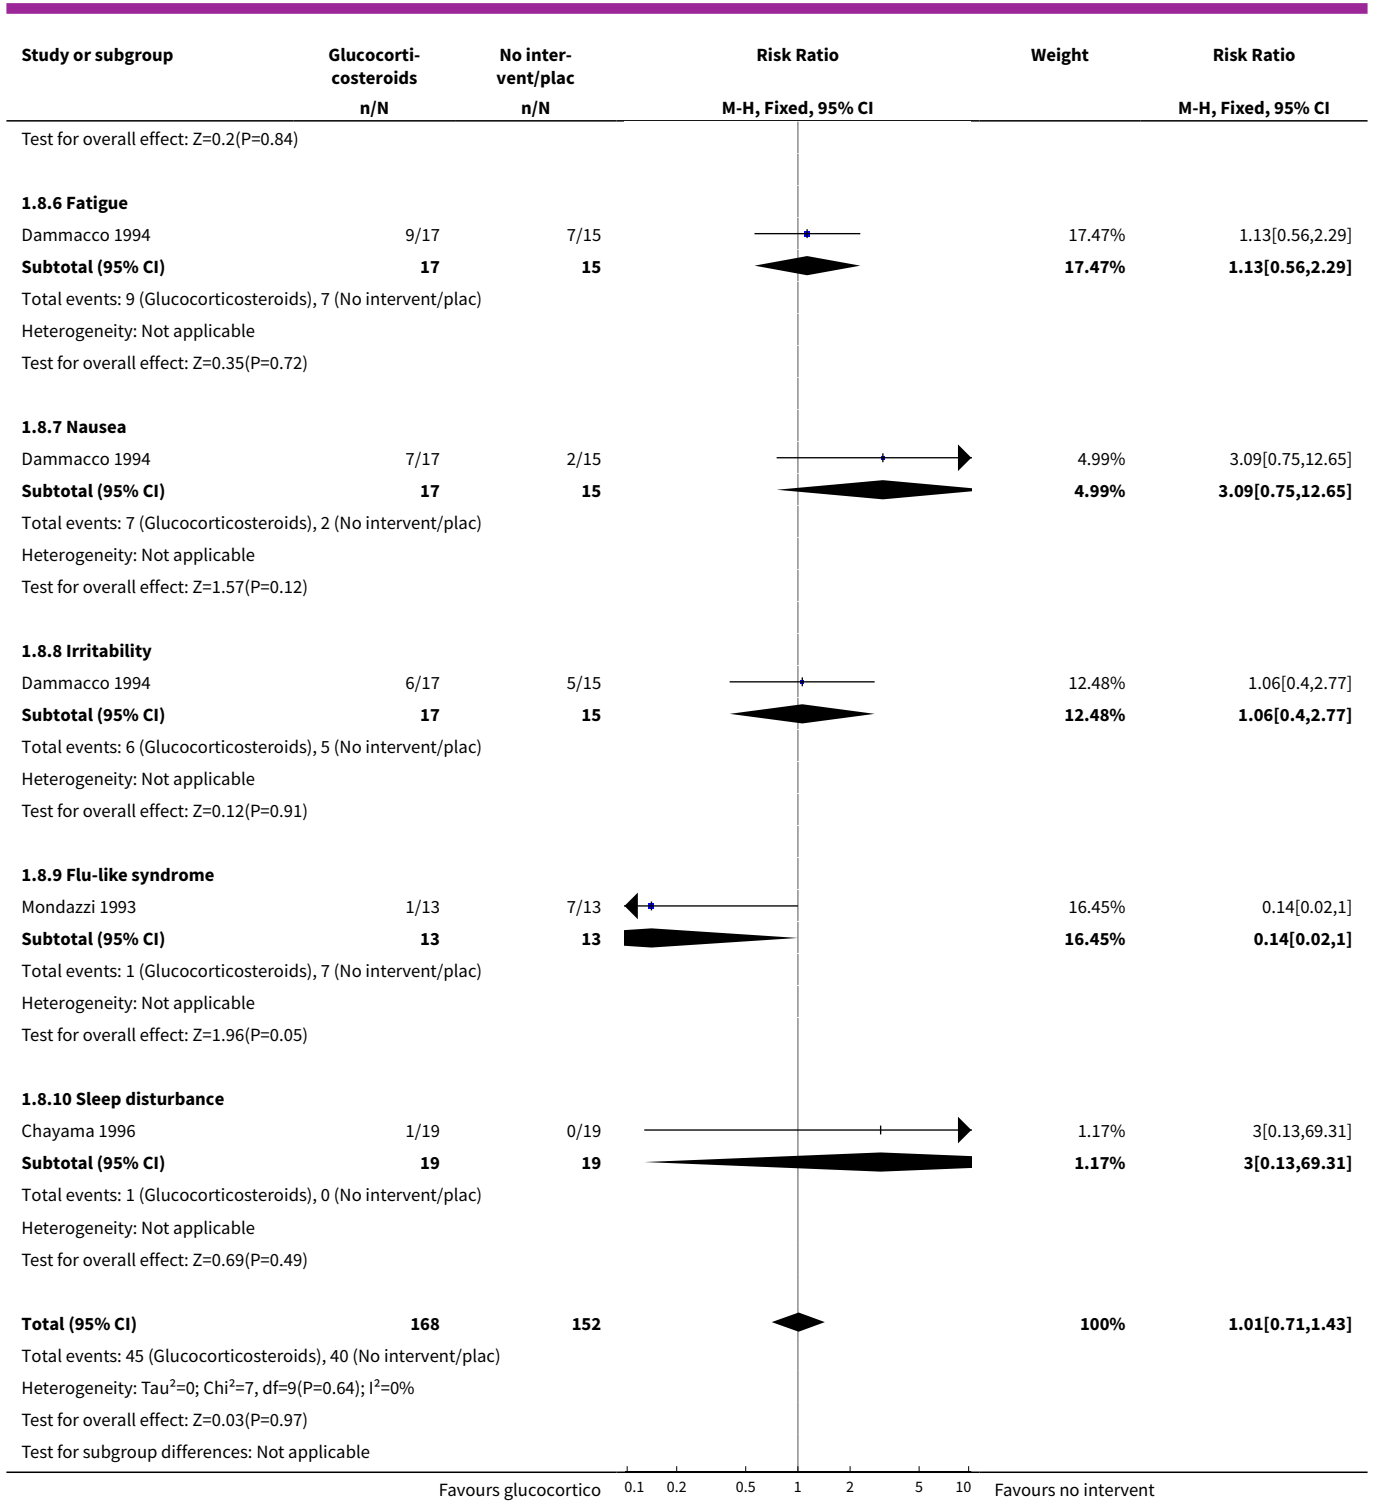 Study or subgroup Glucocorti- No inter- Risk Ratio Weight Risk Ratio
costeroids vent/plac
n/N n/N M-H, Fixed, 95% CI M-H, Fixed, 95% CI
Test for overall effect: Z=0.2(P=0.84)
1.8.6 Fatigue
Dammacco 1994 9/17 7/15 17.47% 1.13[0.56,2.29]
Subtotal (95% CI) 17 15 17.47% 1.13[0.56,2.29]
Total events: 9 (Glucocorticosteroids), 7 (No intervent/plac)
Heterogeneity: Not applicable
Test for overall effect: Z=0.35(P=0.72)
1.8.7 Nausea
Dammacco 1994 7/17 2/15 4.99% 3.09[0.75,12.65]
Subtotal (95% CI) 17 15 4.99% 3.09[0.75,12.65]
Total events: 7 (Glucocorticosteroids), 2 (No intervent/plac)
Heterogeneity: Not applicable
Test for overall effect: Z=1.57(P=0.12)
1.8.8 Irritability
Dammacco 1994 6/17 5/15 12.48% 1.06[0.4,2.77]
Subtotal (95% CI) 17 15 12.48% 1.06[0.4,2.77]
Total events: 6 (Glucocorticosteroids), 5 (No intervent/plac)
Heterogeneity: Not applicable
Test for overall effect: Z=0.12(P=0.91)
1.8.9 Flu-like syndrome
Mondazzi 1993 1/13 7/13 16.45% 0.14[0.02,1]
Subtotal (95% CI) 13 13 16.45% 0.14[0.02,1]
Total events: 1 (Glucocorticosteroids), 7 (No intervent/plac)
Heterogeneity: Not applicable
Test for overall effect: Z=1.96(P=0.05)
1.8.10 Sleep disturbance
Chayama 1996 1/19 0/19 1.17% 3[0.13,69.31]
Subtotal (95% CI) 19 19 1.17% 3[0.13,69.31]
Total events: 1 (Glucocorticosteroids), 0 (No intervent/plac)
Heterogeneity: Not applicable
Test for overall effect: Z=0.69(P=0.49)
Total (95% CI) 168 152 100% 1.01[0.71,1.43]
Total events: 45 (Glucocorticosteroids), 40 (No intervent/plac)
Heterogeneity: Tau²=0; Chi²=7, df=9(P=0.64); I²=0%
Test for overall effect: Z=0.03(P=0.97)
Test for subgroup differences: Not applicable
Favours glucocortico 0.1 0.2 0.5 1 2 5 10 Favours no intervent